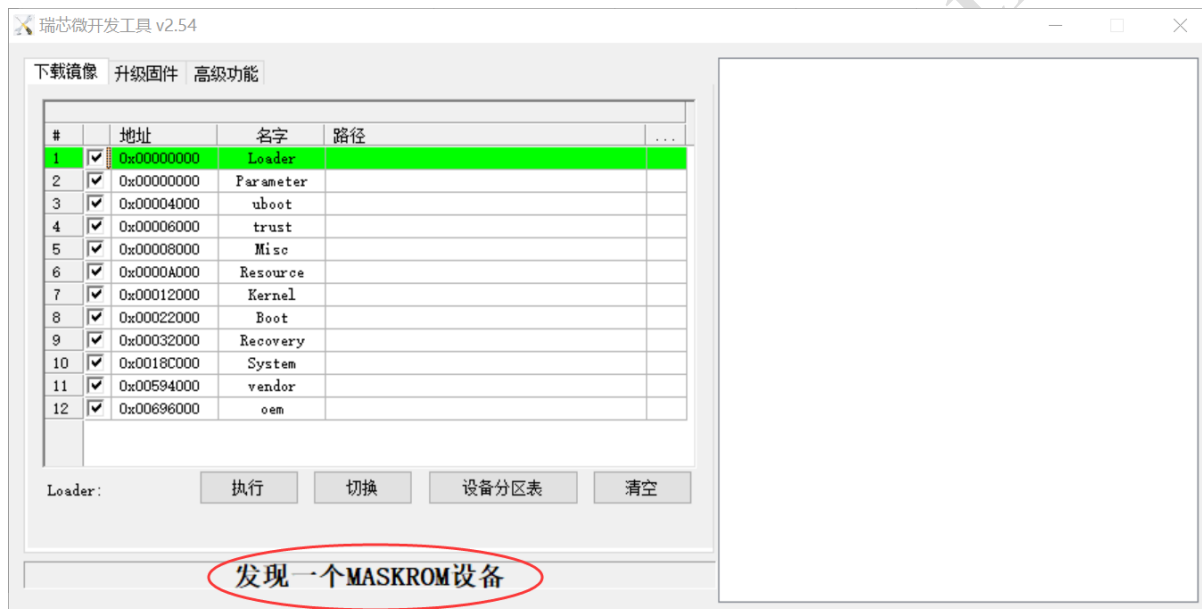 瑞芯微开发工具 v2.54
下载镜像 升级固件 高级功能
# 地址 名字 路径 ...
1 0x00000000 Loader
2 0x00000000 Parameter
3 0x00004000 uboot
4 0x00006000 trust
5 0x00008000 Misc
6 0x0000A000 Resource
7 0x00012000 Kernel
8 0x00022000 Boot
9 0x00032000 Recovery
10 0x0018C000 System
11 0x00594000 vendor
12 0x00696000 oem
Loader: 执行 切换 设备分区表 清空
发现一个MASKROM设备